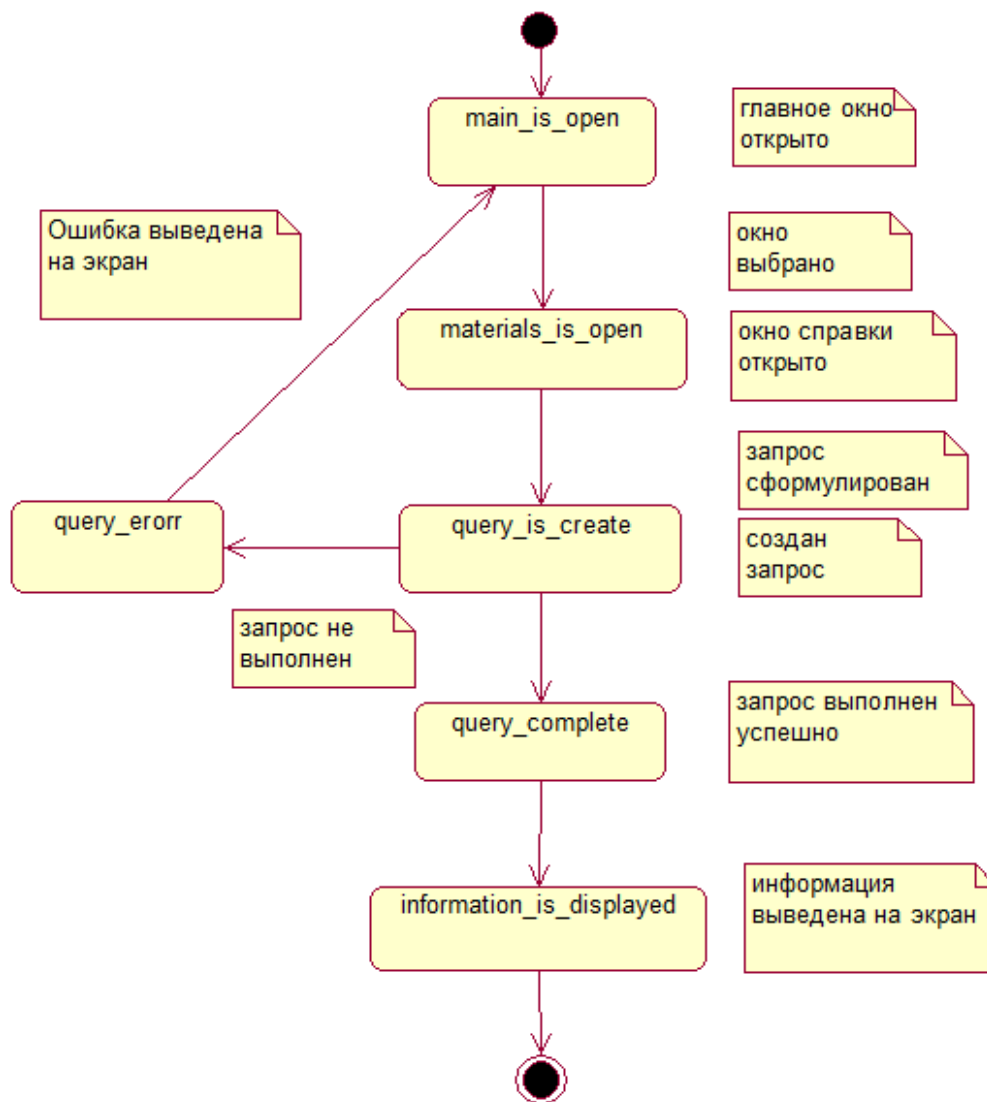 main_is_open
главное окно
открыто
Ошибка выведена
на экран
окно
выбрано
materials_is_open
окно справки
открыто
запрос
сформулирован
query_erorr
query_is_create
создан
запрос
запрос не
выполнен
query_complete
запрос выполнен
успешно
information_is_displayed
информация
выведена на экран